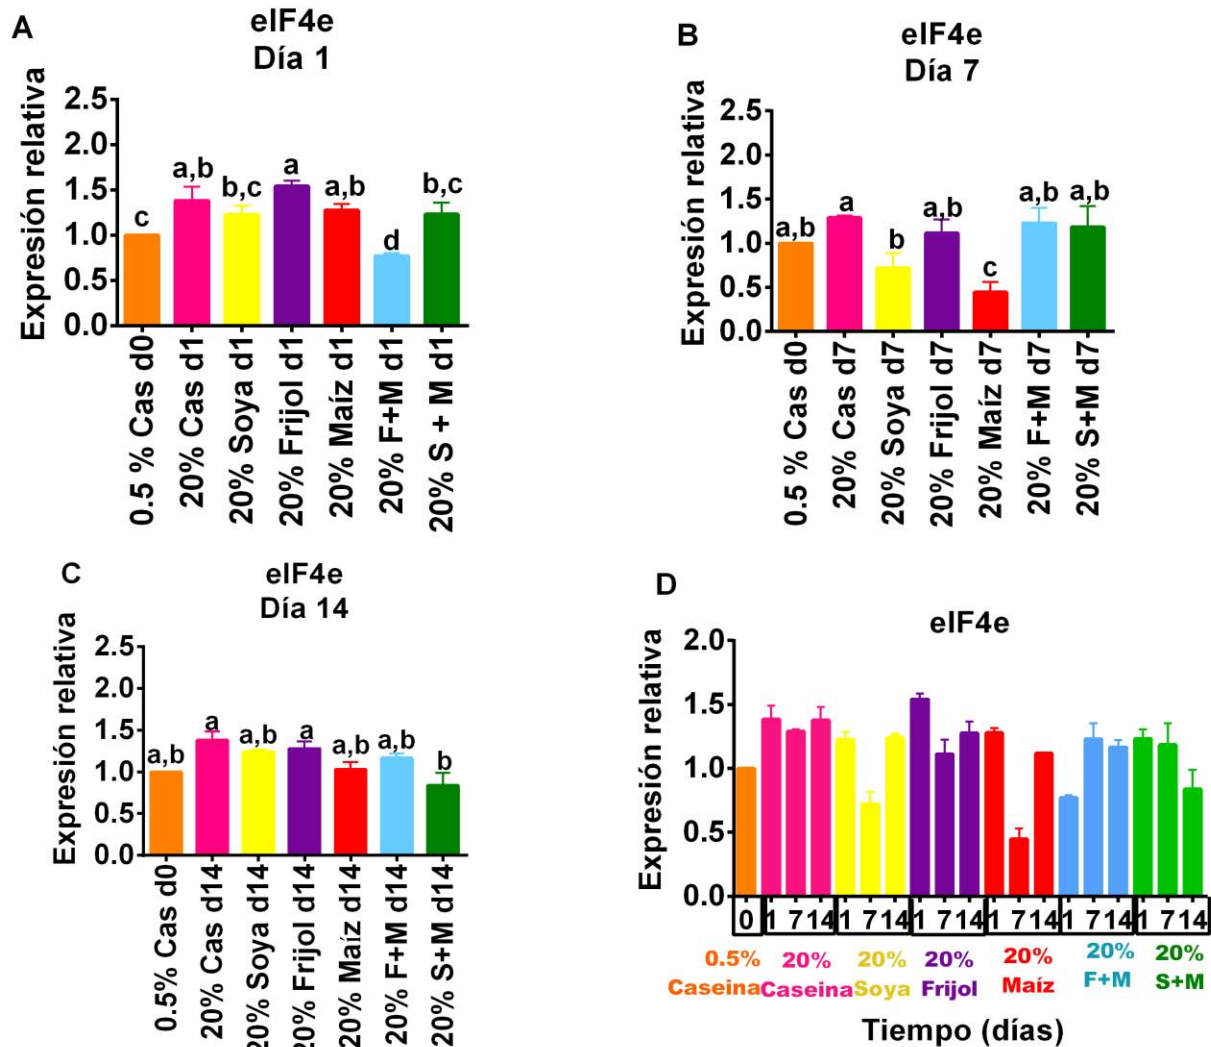 A
eIF4e
Día 1
Expresión relativa
2.5
2.0
1.5
1.0
0.5
0.0
c
a,b
b,c
a
a,b
d
b,c
0.5 % Cas d0
20% Cas d1
20% Soya d1
20% Frijol d1
20% Maíz d1
20% F+M d1
20% S + M d1
B
eIF4e
Día 7
Expresión relativa
2.5
2.0
1.5
1.0
0.5
0.0
a,b
a
b
a,b
c
a,b
a,b
0.5 % Cas d0
20% Cas d7
20% Soya d7
20% Frijol d7
20% Maíz d7
20% F+M d7
20% S+M d7
C
eIF4e
Día 14
Expresión relativa
2.5
2.0
1.5
1.0
0.5
0.0
a,b
a
a,b
a
a,b
a,b
b
0.5% Cas d0
20% Cas d14
20% Soya d14
20% Frijol d14
20% Maíz d14
20% F+M d14
20% S+M d14
D
eIF4e
Expresión relativa
2.0
1.5
1.0
0.5
0.0
0 1 7 14 1 7 14 1 7 14 1 7 14 1 7 14 1 7 14
0.5% 20% 20% 20% 20% 20% 20%
Caseina Caseina Soya Frijol Maíz F+M S+M
Tiempo (días)